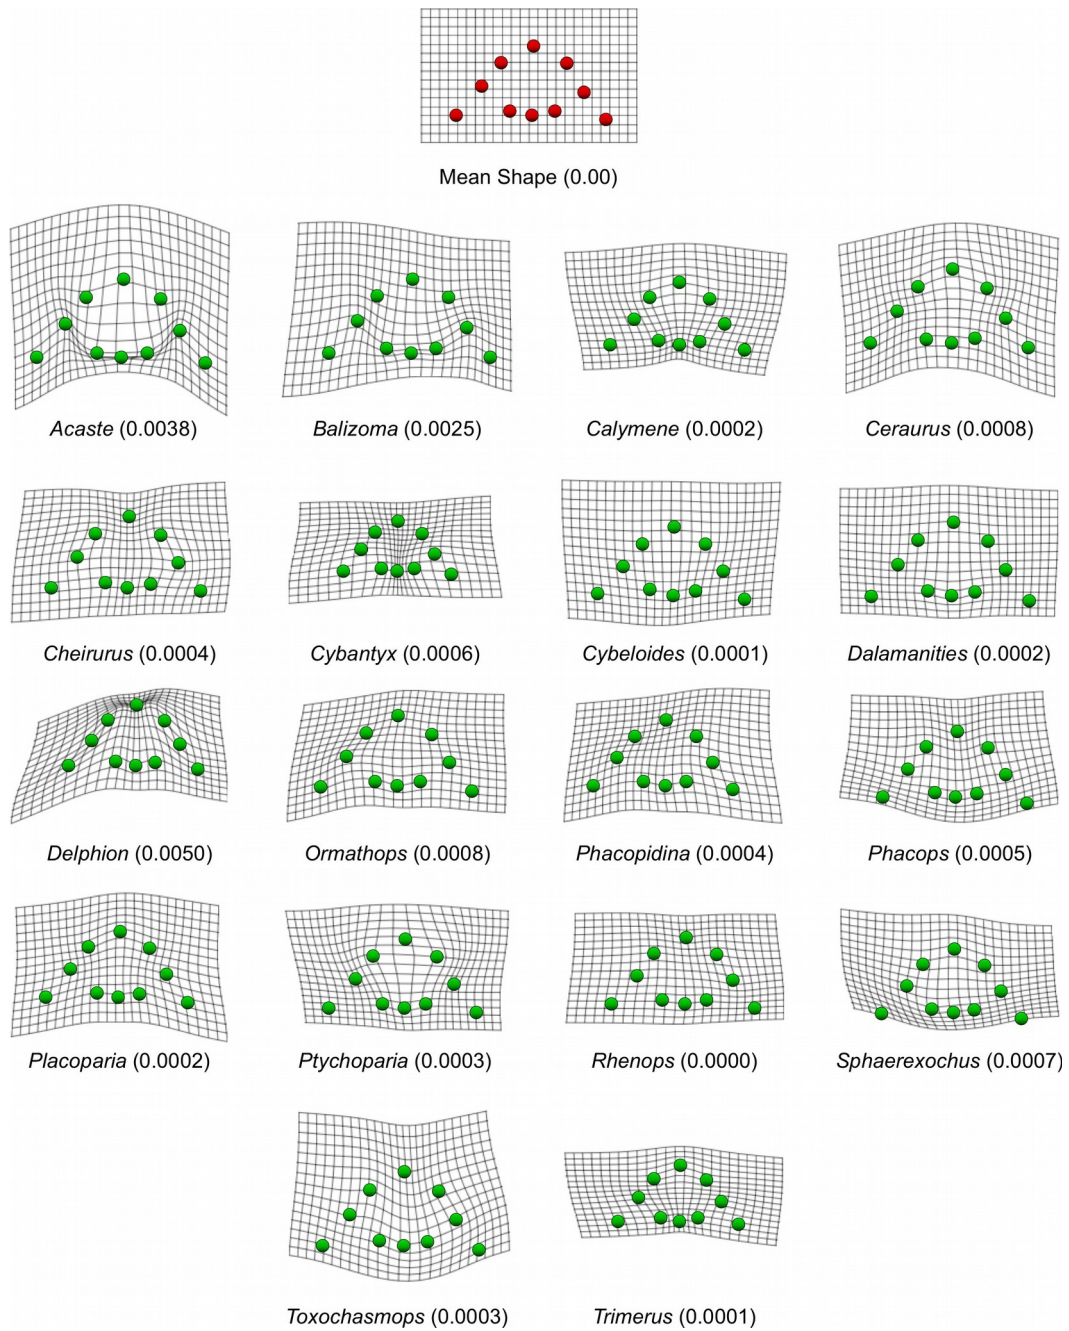 Mean Shape (0.00)
Acaste (0.0038)
Balizoma (0.0025)
Calymene (0.0002)
Ceraurus (0.0008)
Cheirurus (0.0004)
Cybantyx (0.0006)
Cybeloides (0.0001)
Dalamanities (0.0002)
Delphion (0.0050)
Ormathops (0.0008)
Phacopidina (0.0004)
Phacops (0.0005)
Placoparia (0.0002)
Ptychoparia (0.0003)
Rhenops (0.0000)
Sphaerexochus (0.0007)
Toxochasmops (0.0003)
Trimerus (0.0001)